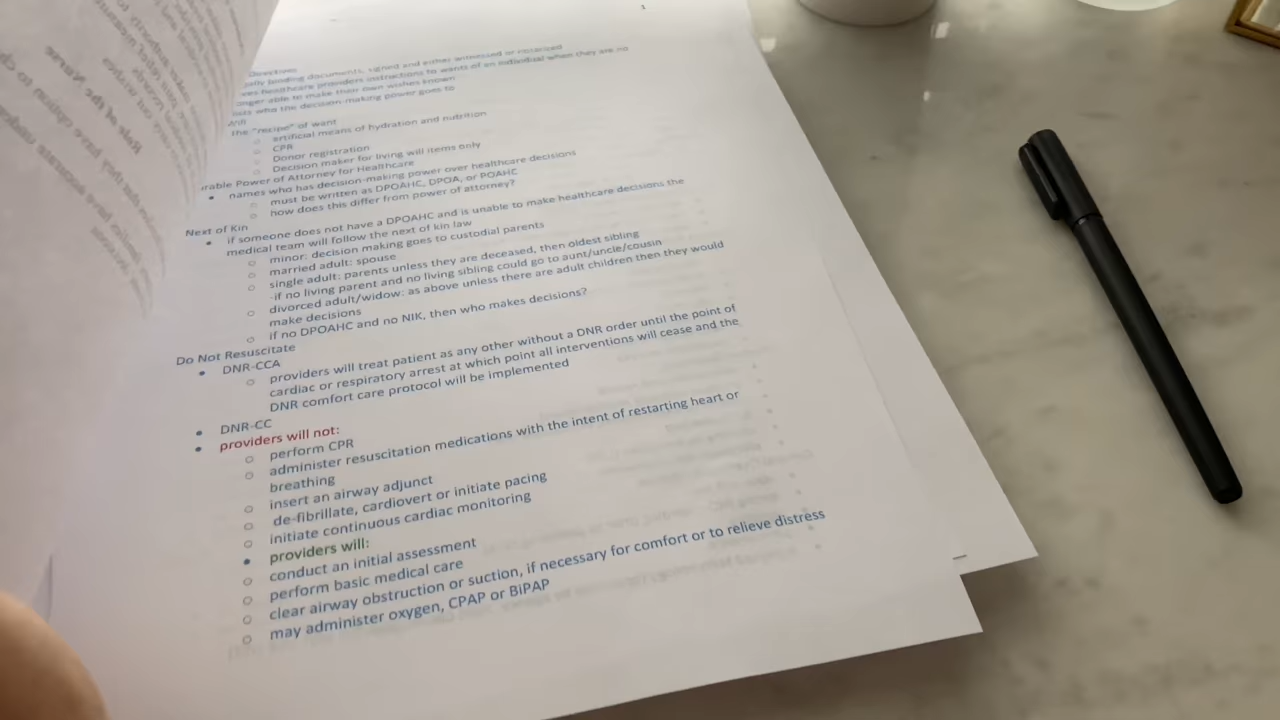 1
Directives
legally binding documents, signed and either witnessed or notarized
gives healthcare providers instructions to wants of an individual when they are no
longer able to make their own wishes known
lists who the decision-making power goes to
Will
The "recipe" of want
artificial means of hydration and nutrition
CPR
Donor registration
Decision maker for living will items only
urable Power of Attorney for Healthcare
names who has decision-making power over healthcare decisions
must be written as DPOAHC, DPOA, or POAHC
how does this differ from power of attorney?
Next of Kin
if someone does not have a DPOAHC and is unable to make healthcare decisions the
medical team will follow the next of kin law
minor: decision making goes to custodial parents
married adult: spouse
single adult: parents unless they are deceased, then oldest sibling
-if no living parent and no living sibling could go to aunt/uncle/cousin
divorced adult/widow: as above unless there are adult children then they would
make decisions
if no DPOAHC and no NIK, then who makes decisions?
Do Not Resuscitate
DNR-CCA
providers will treat patient as any other without a DNR order until the point of
cardiac or respiratory arrest at which point all interventions will cease and the
DNR comfort care protocol will be implemented
DNR-CC
providers will not:
perform CPR
administer resuscitation medications with the intent of restarting heart or
breathing
insert an airway adjunct
de-fibrillate, cardiovert or initiate pacing
initiate continuous cardiac monitoring
providers will:
conduct an initial assessment
perform basic medical care
clear airway obstruction or suction, if necessary for comfort or to relieve distress
may administer oxygen, CPAP or BiPAP